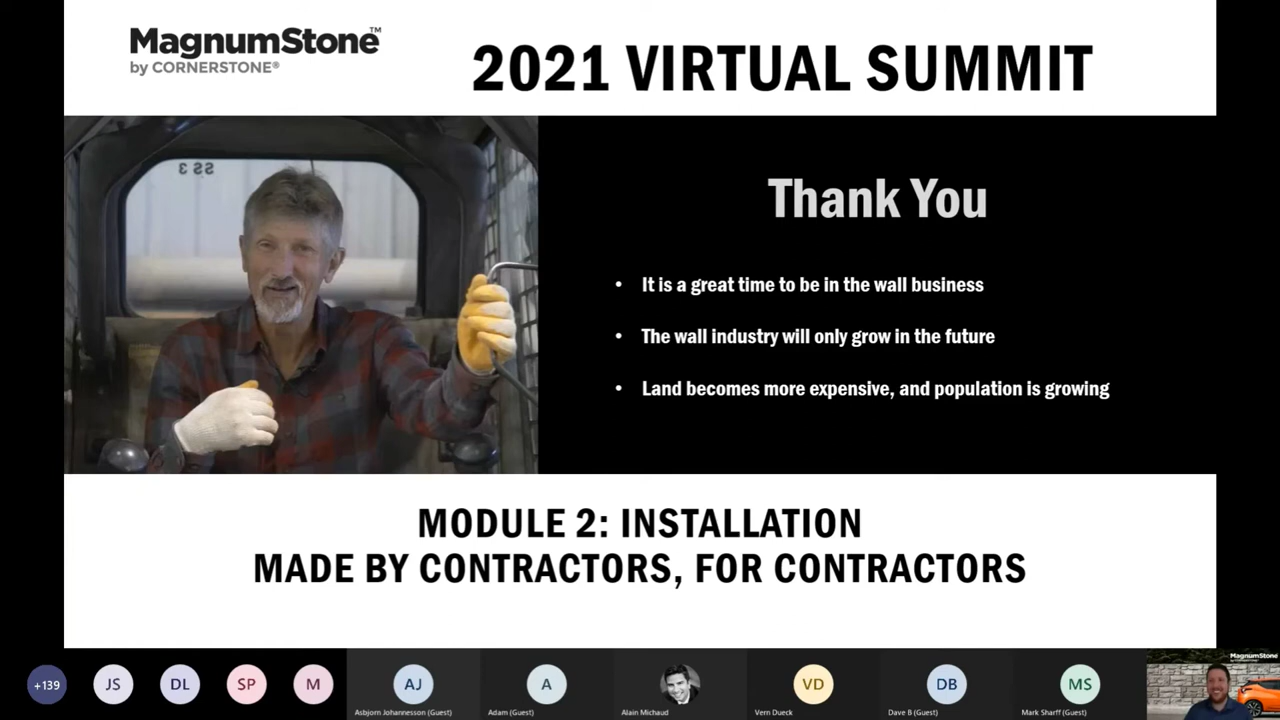 MagnumStone™
by CORNERSTONE®
2021 VIRTUAL SUMMIT
Thank You
• It is a great time to be in the wall business
• The wall industry will only grow in the future
• Land becomes more expensive, and population is growing
MODULE 2: INSTALLATION
MADE BY CONTRACTORS, FOR CONTRACTORS
+139
JS
DL
SP
M
AJ
A
VD
DB
MS
Asbjorn Johannesson (Guest)
Adam (Guest)
Alain Michaud
Vern Dueck
Dave B (Guest)
Mark Sharff (Guest)
MagnumStone